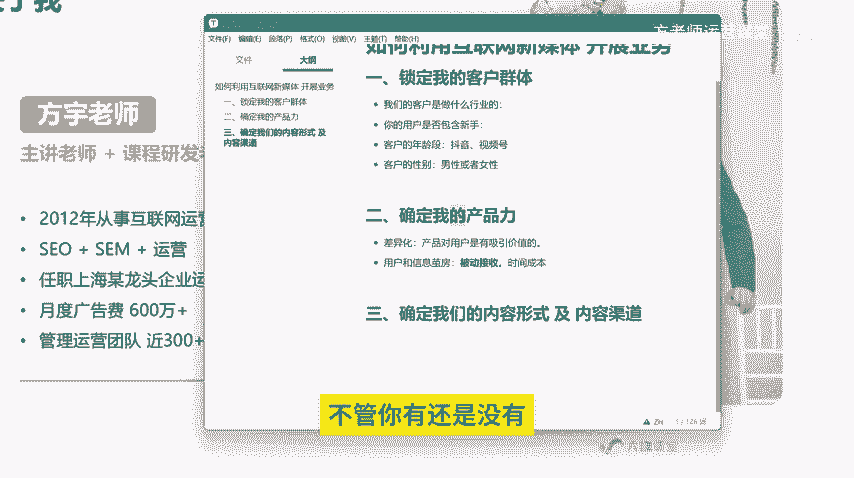 于我
方老师运营
文件(F) 编辑(E) 段落(P) 格式(O) 视图(V) 主题(T) 帮助(H)
文件 大纲
如何利用互联网新媒体 开展业务
一、锁定我的客户群体
二、确定我的产品力
三、确定我们的内容形式 及
内容渠道
如何利用互联网新媒体 开展业务
一、锁定我的客户群体
• 我们的客户是做什么行业的:
• 你的用户是否包含新手:
• 客户的年龄段: 抖音、视频号
• 客户的性别: 男性或者女性
二、确定我的产品力
• 差异化: 产品对用户是有吸引价值的。
• 用户和信息茧房: 被动接收。时间成本
三、确定我们的内容形式 及 内容渠道
方宇老师
主讲老师 + 课程研发
• 2012年从事互联网运营
• SEO + SEM + 运营
• 任职上海某龙头企业运
• 月度广告费 600万+
• 管理运营团队 近300+
不管你有还是没有